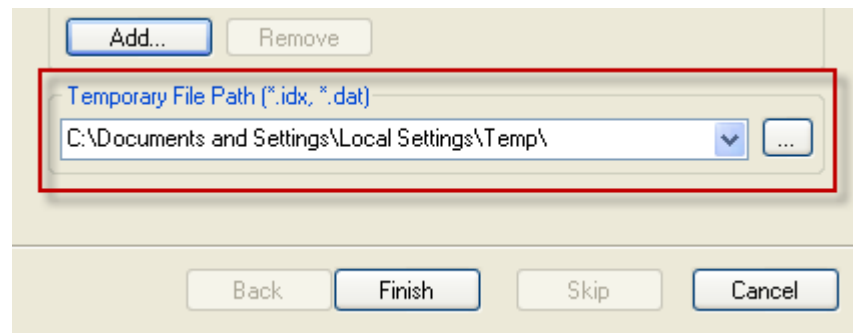 Add... Remove
Temporary File Path (*.idx, *.dat)
C:\Documents and Settings\Local Settings\Temp\ ...
Back Finish Skip Cancel